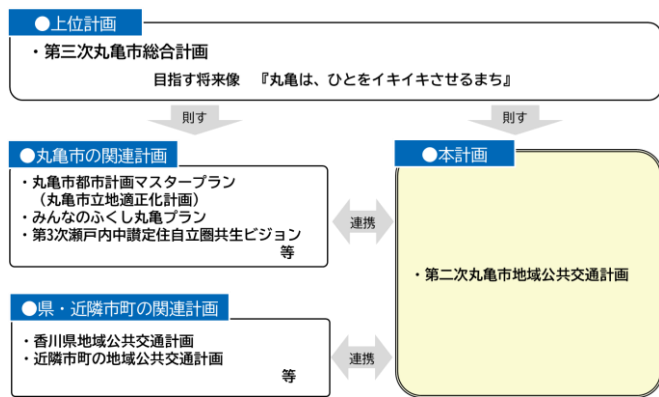 ●上位計画
・第三次丸亀市総合計画
目指す将来像　『丸亀は、ひとをイキイキさせるまち』
則す
則す
●丸亀市の関連計画
・丸亀市都市計画マスタープラン
（丸亀市立地適正化計画）
・みんなのふくし丸亀プラン
・第3次瀬戸内中讃定住自立圏共生ビジョン
等
連携
●本計画
・第二次丸亀市地域公共交通計画
●県・近隣市町の関連計画
・香川県地域公共交通計画
・近隣市町の地域公共交通計画
等
連携